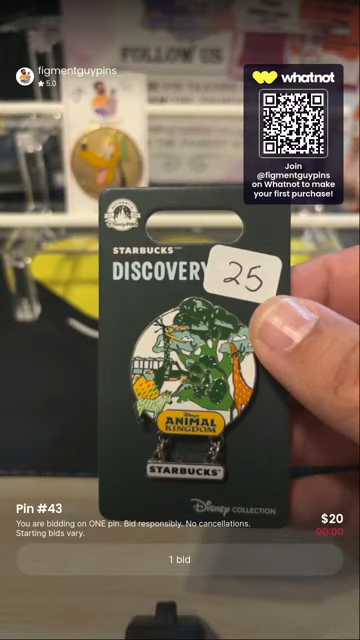 figmentguypins
5.0
FOLLOW US
whatnot
Join
@figmentguypins
on Whatnot to make
your first purchase!
STARBUCKS™
DISCOVERY
25
Disney's
ANIMAL
KINGDOM
STARBUCKS
Disney COLLECTION
Pin #43
$20
You are bidding on ONE pin. Bid responsibly. No cancellations.
Starting bids vary.
00:00
1 bid